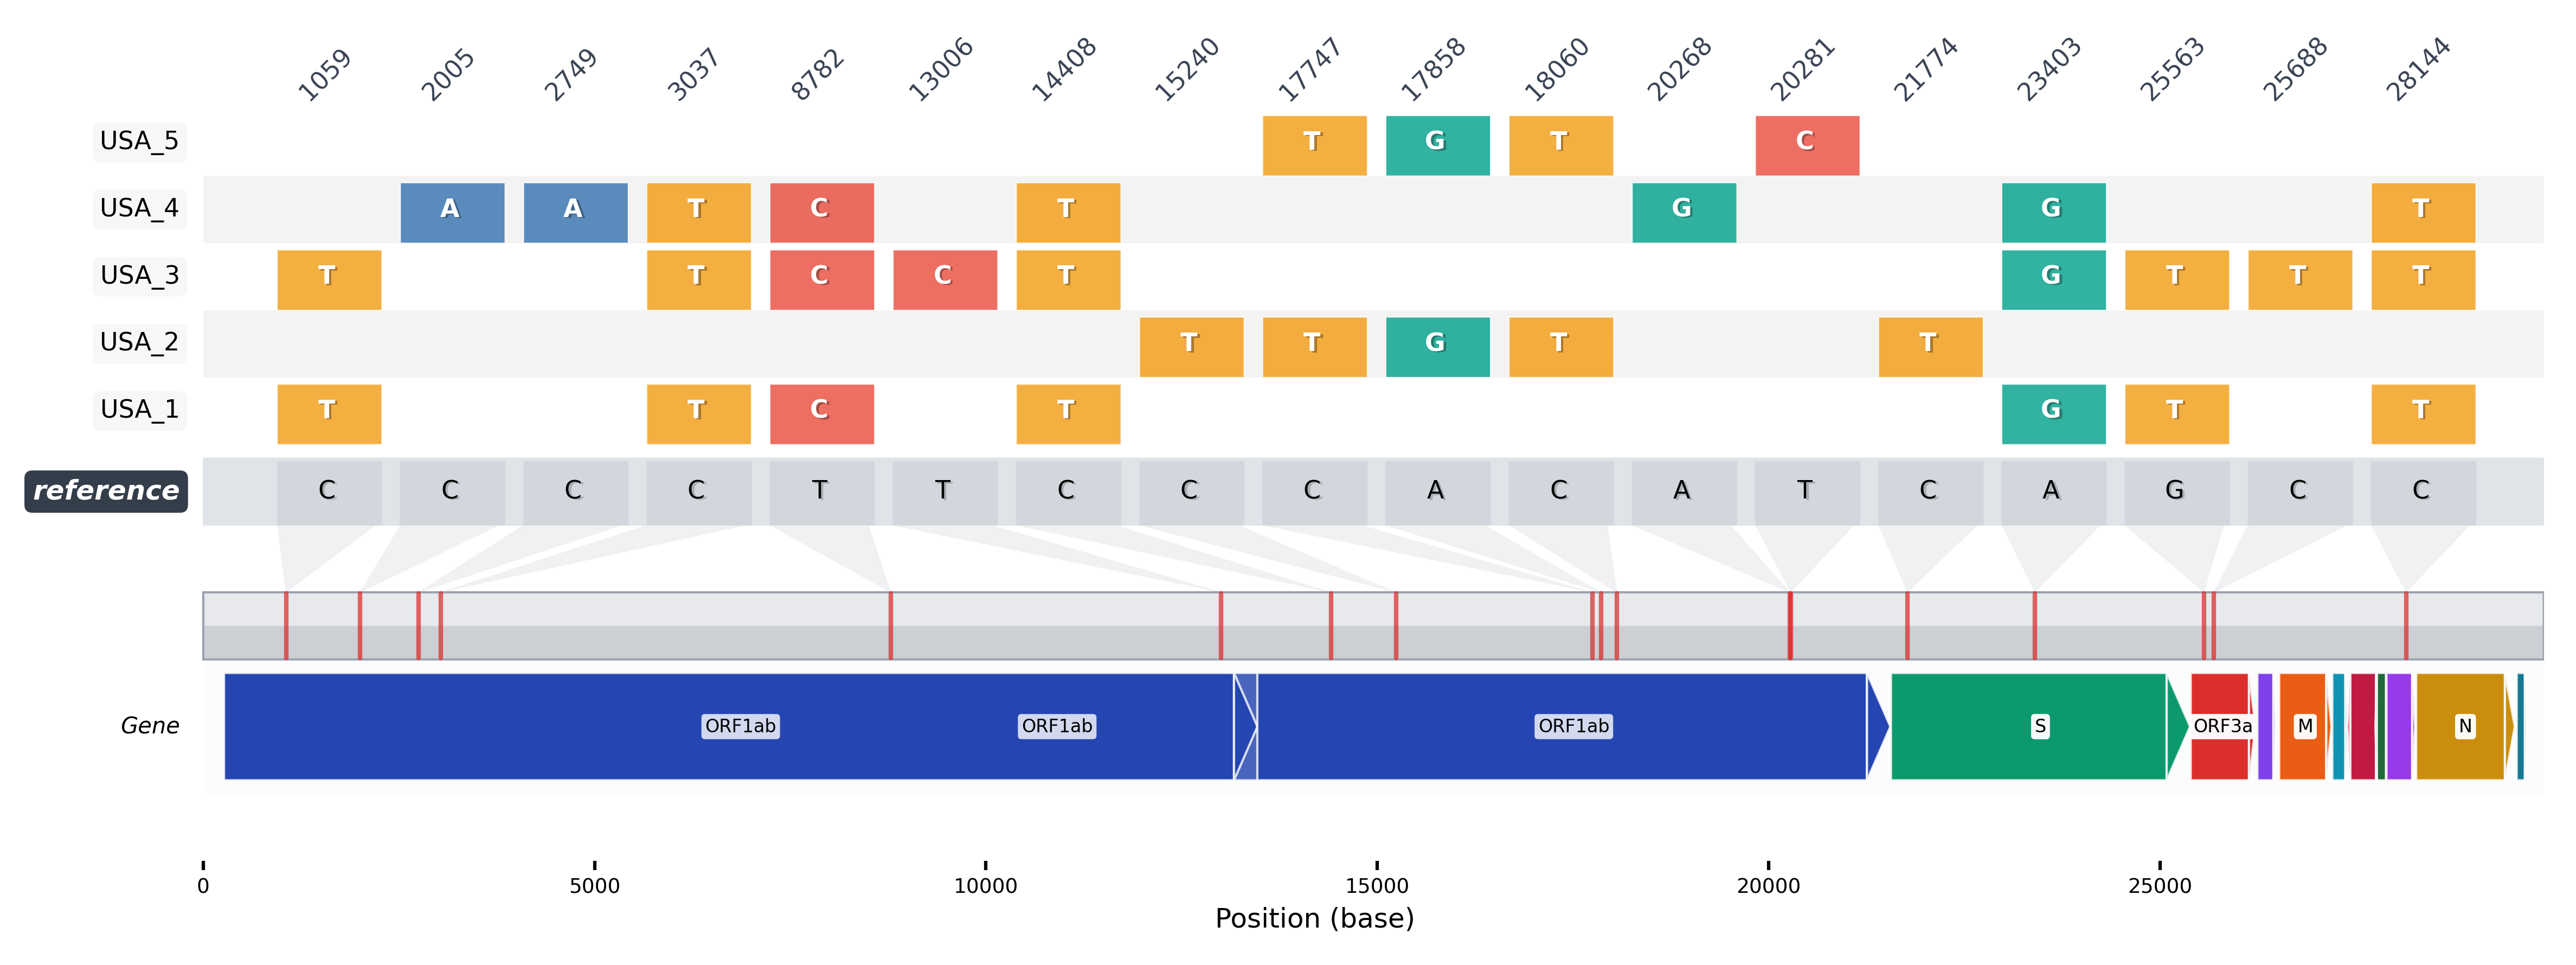 1059 2005 2749 3037 8782 13006 14408 15240 17747 17858 18060 20268 20281 21774 23403 25563 25688 28144
USA_5 T G T C
USA_4 A A T C T G G T
USA_3 T T C C T G T T T
USA_2 T T G T T
USA_1 T T C T G T T
reference C C C C T T C C C A C A T C A G C C
Gene ORF1ab ORF1ab ORF1ab S ORF3a M N
0 5000 10000 15000 20000 25000
Position (base)